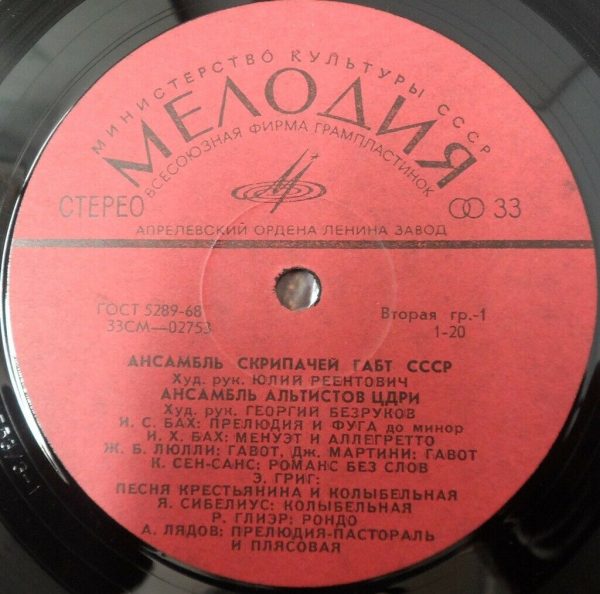 МИНИСТЕРСТВО КУЛЬТУРЫ СССР
МЕЛОДИЯ
ВСЕСОЮЗНАЯ ФИРМА ГРАМПЛАСТИНОК
СТЕРЕО
33
АПРЕЛЕВСКИЙ ОРДЕНА ЛЕНИНА ЗАВОД
ГОСТ 5289-68
Вторая гр.-1
33СМ—02753
1-20
АНСАМБЛЬ СКРИПАЧЕЙ ГАБТ СССР
Худ. рук. ЮЛИЙ РЕЕНТОВИЧ
АНСАМБЛЬ АЛЬТИСТОВ ЦДРИ
Худ. рук. ГЕОРГИЙ БЕЗРУКОВ
И. С. БАХ: ПРЕЛЮДИЯ И ФУГА до минор
И. Х. БАХ: МЕНУЭТ И АЛЛЕГРЕТТО
Ж. Б. ЛЮЛЛИ: ГАВОТ, Дж. МАРТИНИ: ГАВОТ
К. СЕН-САНС: РОМАНС БЕЗ СЛОВ
Э. ГРИГ:
ПЕСНЯ КРЕСТЬЯНИНА И КОЛЫБЕЛЬНАЯ
Я. СИБЕЛИУС: КОЛЫБЕЛЬНАЯ
Р. ГЛИЭР: РОНДО
А. ЛЯДОВ: ПРЕЛЮДИЯ-ПАСТОРАЛЬ
И ПЛЯСОВАЯ